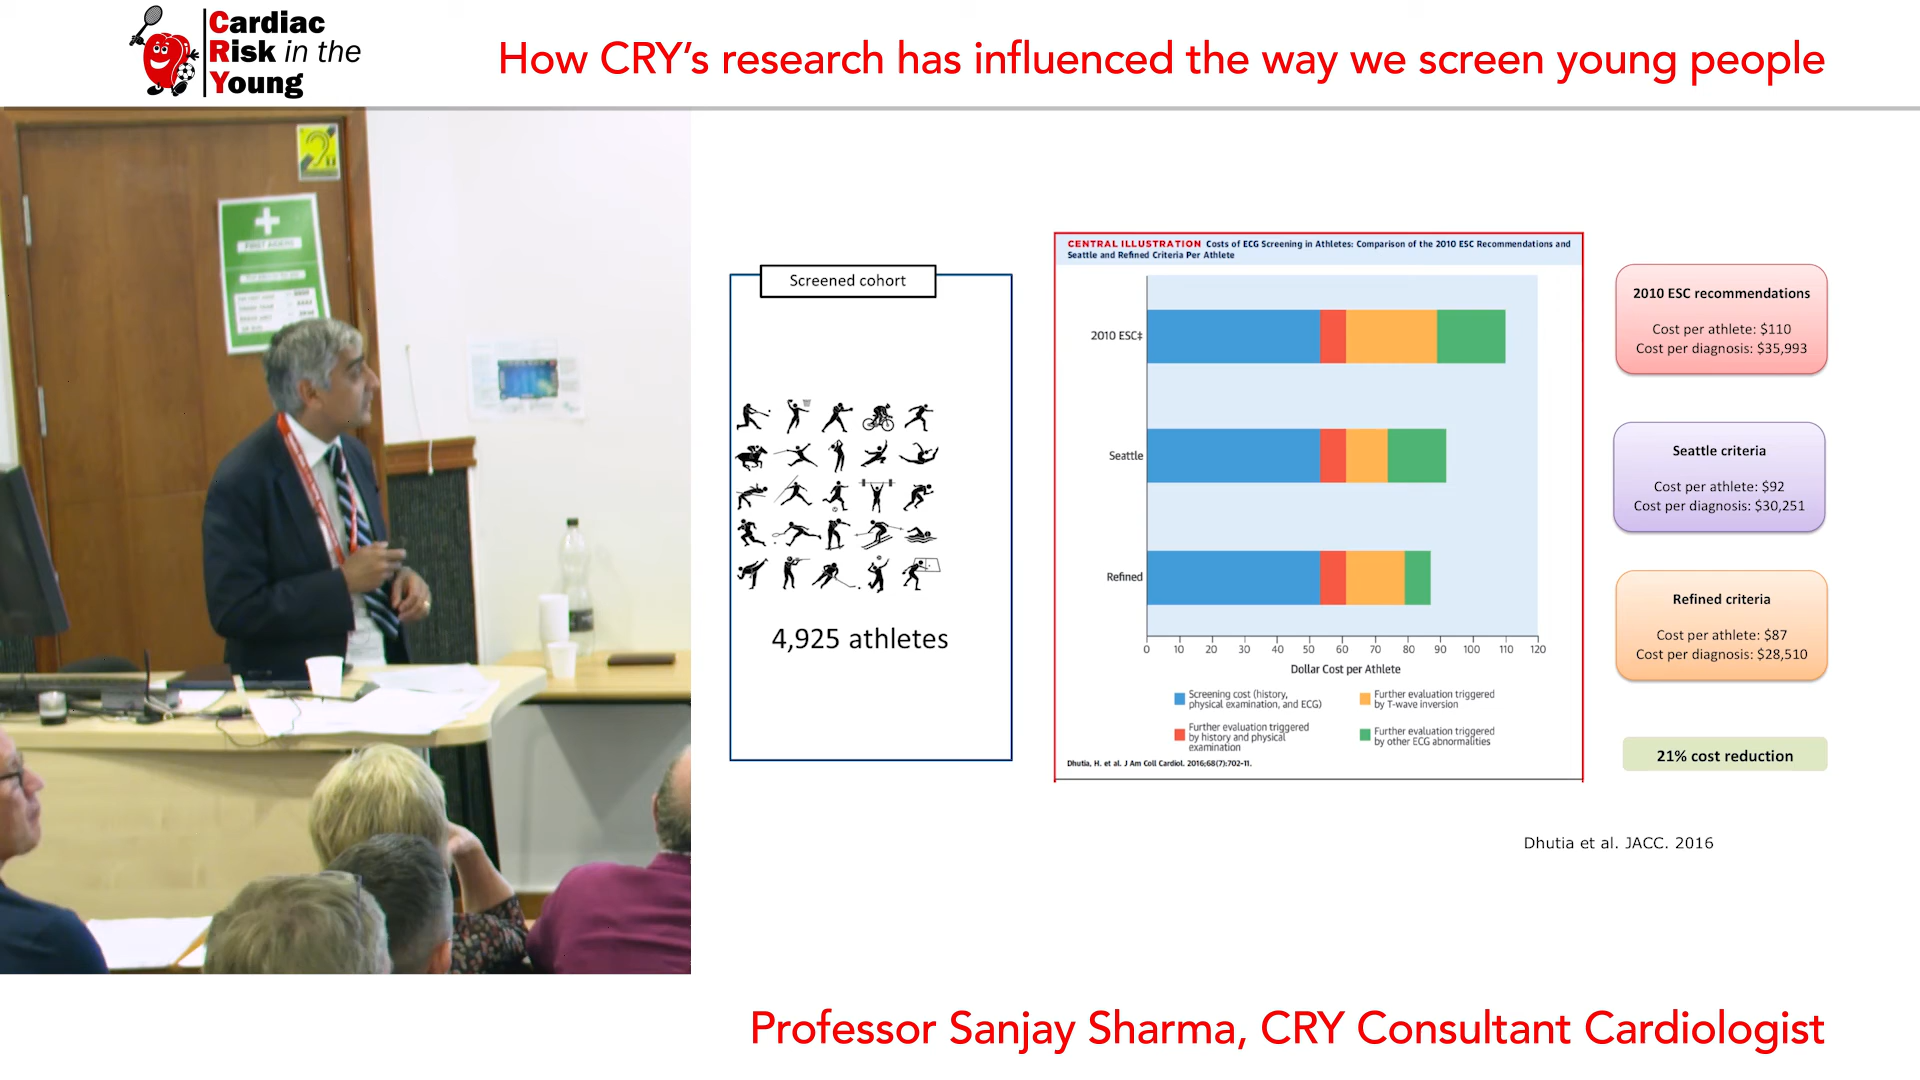 Cardiac
Risk in the
Young
How CRY's research has influenced the way we screen young people
Screened cohort
4,925 athletes
CENTRAL ILLUSTRATION Costs of ECG Screening in Athletes: Comparison of the 2010 ESC Recommendations and
Seattle and Refined Criteria Per Athlete
2010 ESC‡
Seattle
Refined
0 10 20 30 40 50 60 70 80 90 100 110 120
Dollar Cost per Athlete
Screening cost (history,
physical examination, and ECG)
Further evaluation triggered
by history and physical
examination
Further evaluation triggered
by T-wave inversion
Further evaluation triggered
by other ECG abnormalities
Dhutia, H. et al. J Am Coll Cardiol. 2016;68(7):702-11.
2010 ESC recommendations
Cost per athlete: $110
Cost per diagnosis: $35,993
Seattle criteria
Cost per athlete: $92
Cost per diagnosis: $30,251
Refined criteria
Cost per athlete: $87
Cost per diagnosis: $28,510
21% cost reduction
Dhutia et al. JACC. 2016
Professor Sanjay Sharma, CRY Consultant Cardiologist